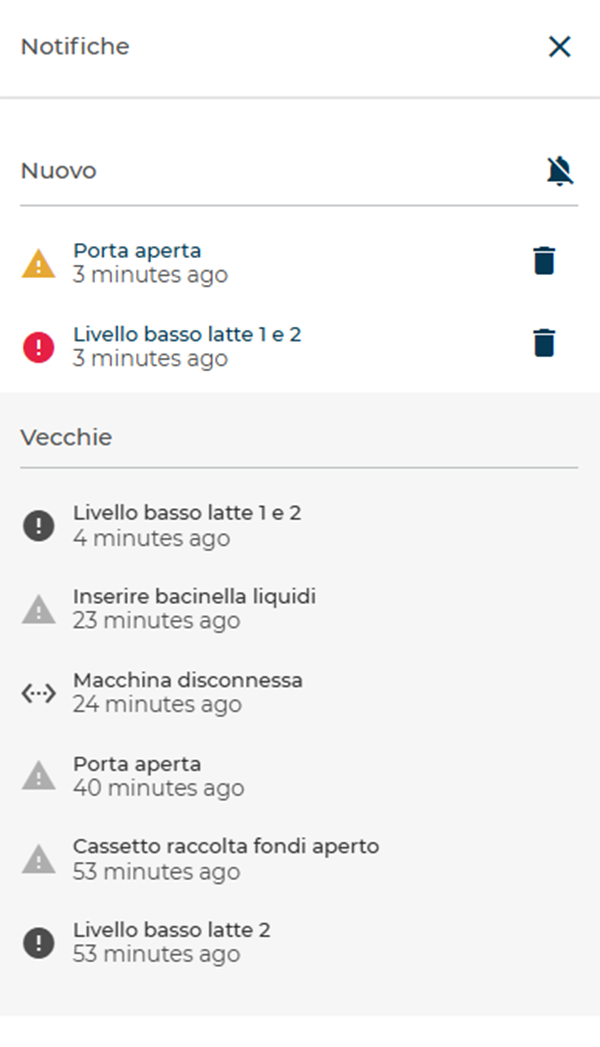 Notifiche
Nuovo
Porta aperta
3 minutes ago
Livello basso latte 1 e 2
3 minutes ago
Vecchie
Livello basso latte 1 e 2
4 minutes ago
Inserire bacinella liquidi
23 minutes ago
Macchina disconnessa
24 minutes ago
Porta aperta
40 minutes ago
Cassetto raccolta fondi aperto
53 minutes ago
Livello basso latte 2
53 minutes ago